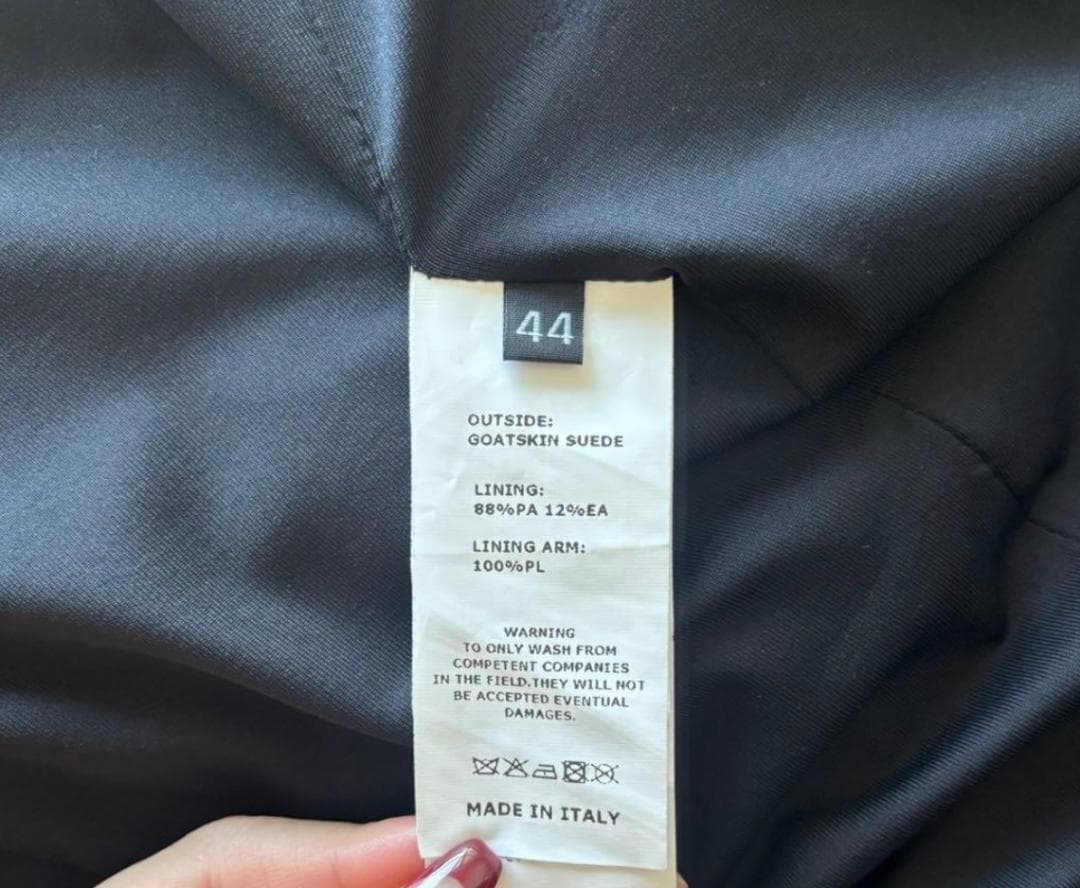 44
OUTSIDE:
GOATSKIN SUEDE
LINING:
88%PA 12%EA
LINING ARM:
100%PL
WARNING
TO ONLY WASH FROM
COMPETENT COMPANIES
IN THE FIELD.THEY WILL NOT
BE ACCEPTED EVENTUAL
DAMAGES.
MADE IN ITALY